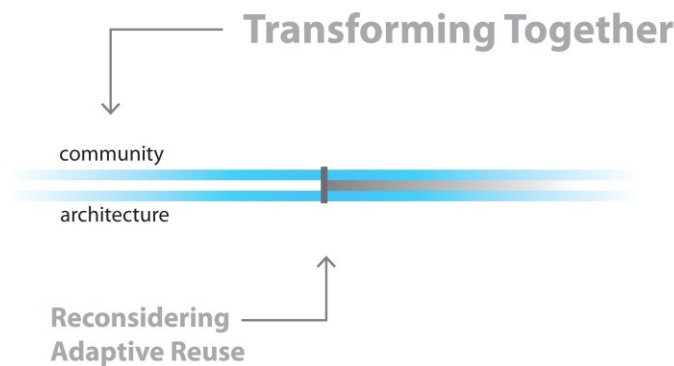 Transforming Together
community
architecture
Reconsidering
Adaptive Reuse